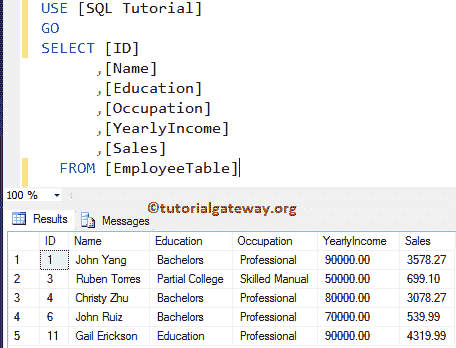 USE [SQL Tutorial]
GO
SELECT [ID]
,[Name]
,[Education]
,[Occupation]
,[YearlyIncome]
,[Sales]
FROM [EmployeeTable]
100 %
©tutorialgateway.org
Results Messages
ID Name Education Occupation YearlyIncome Sales
1 1 John Yang Bachelors Professional 90000.00 3578.27
2 3 Ruben Torres Partial College Skilled Manual 50000.00 699.10
3 4 Christy Zhu Bachelors Professional 80000.00 3078.27
4 6 John Ruiz Bachelors Professional 70000.00 539.99
5 11 Gail Erickson Education Professional 90000.00 4319.99